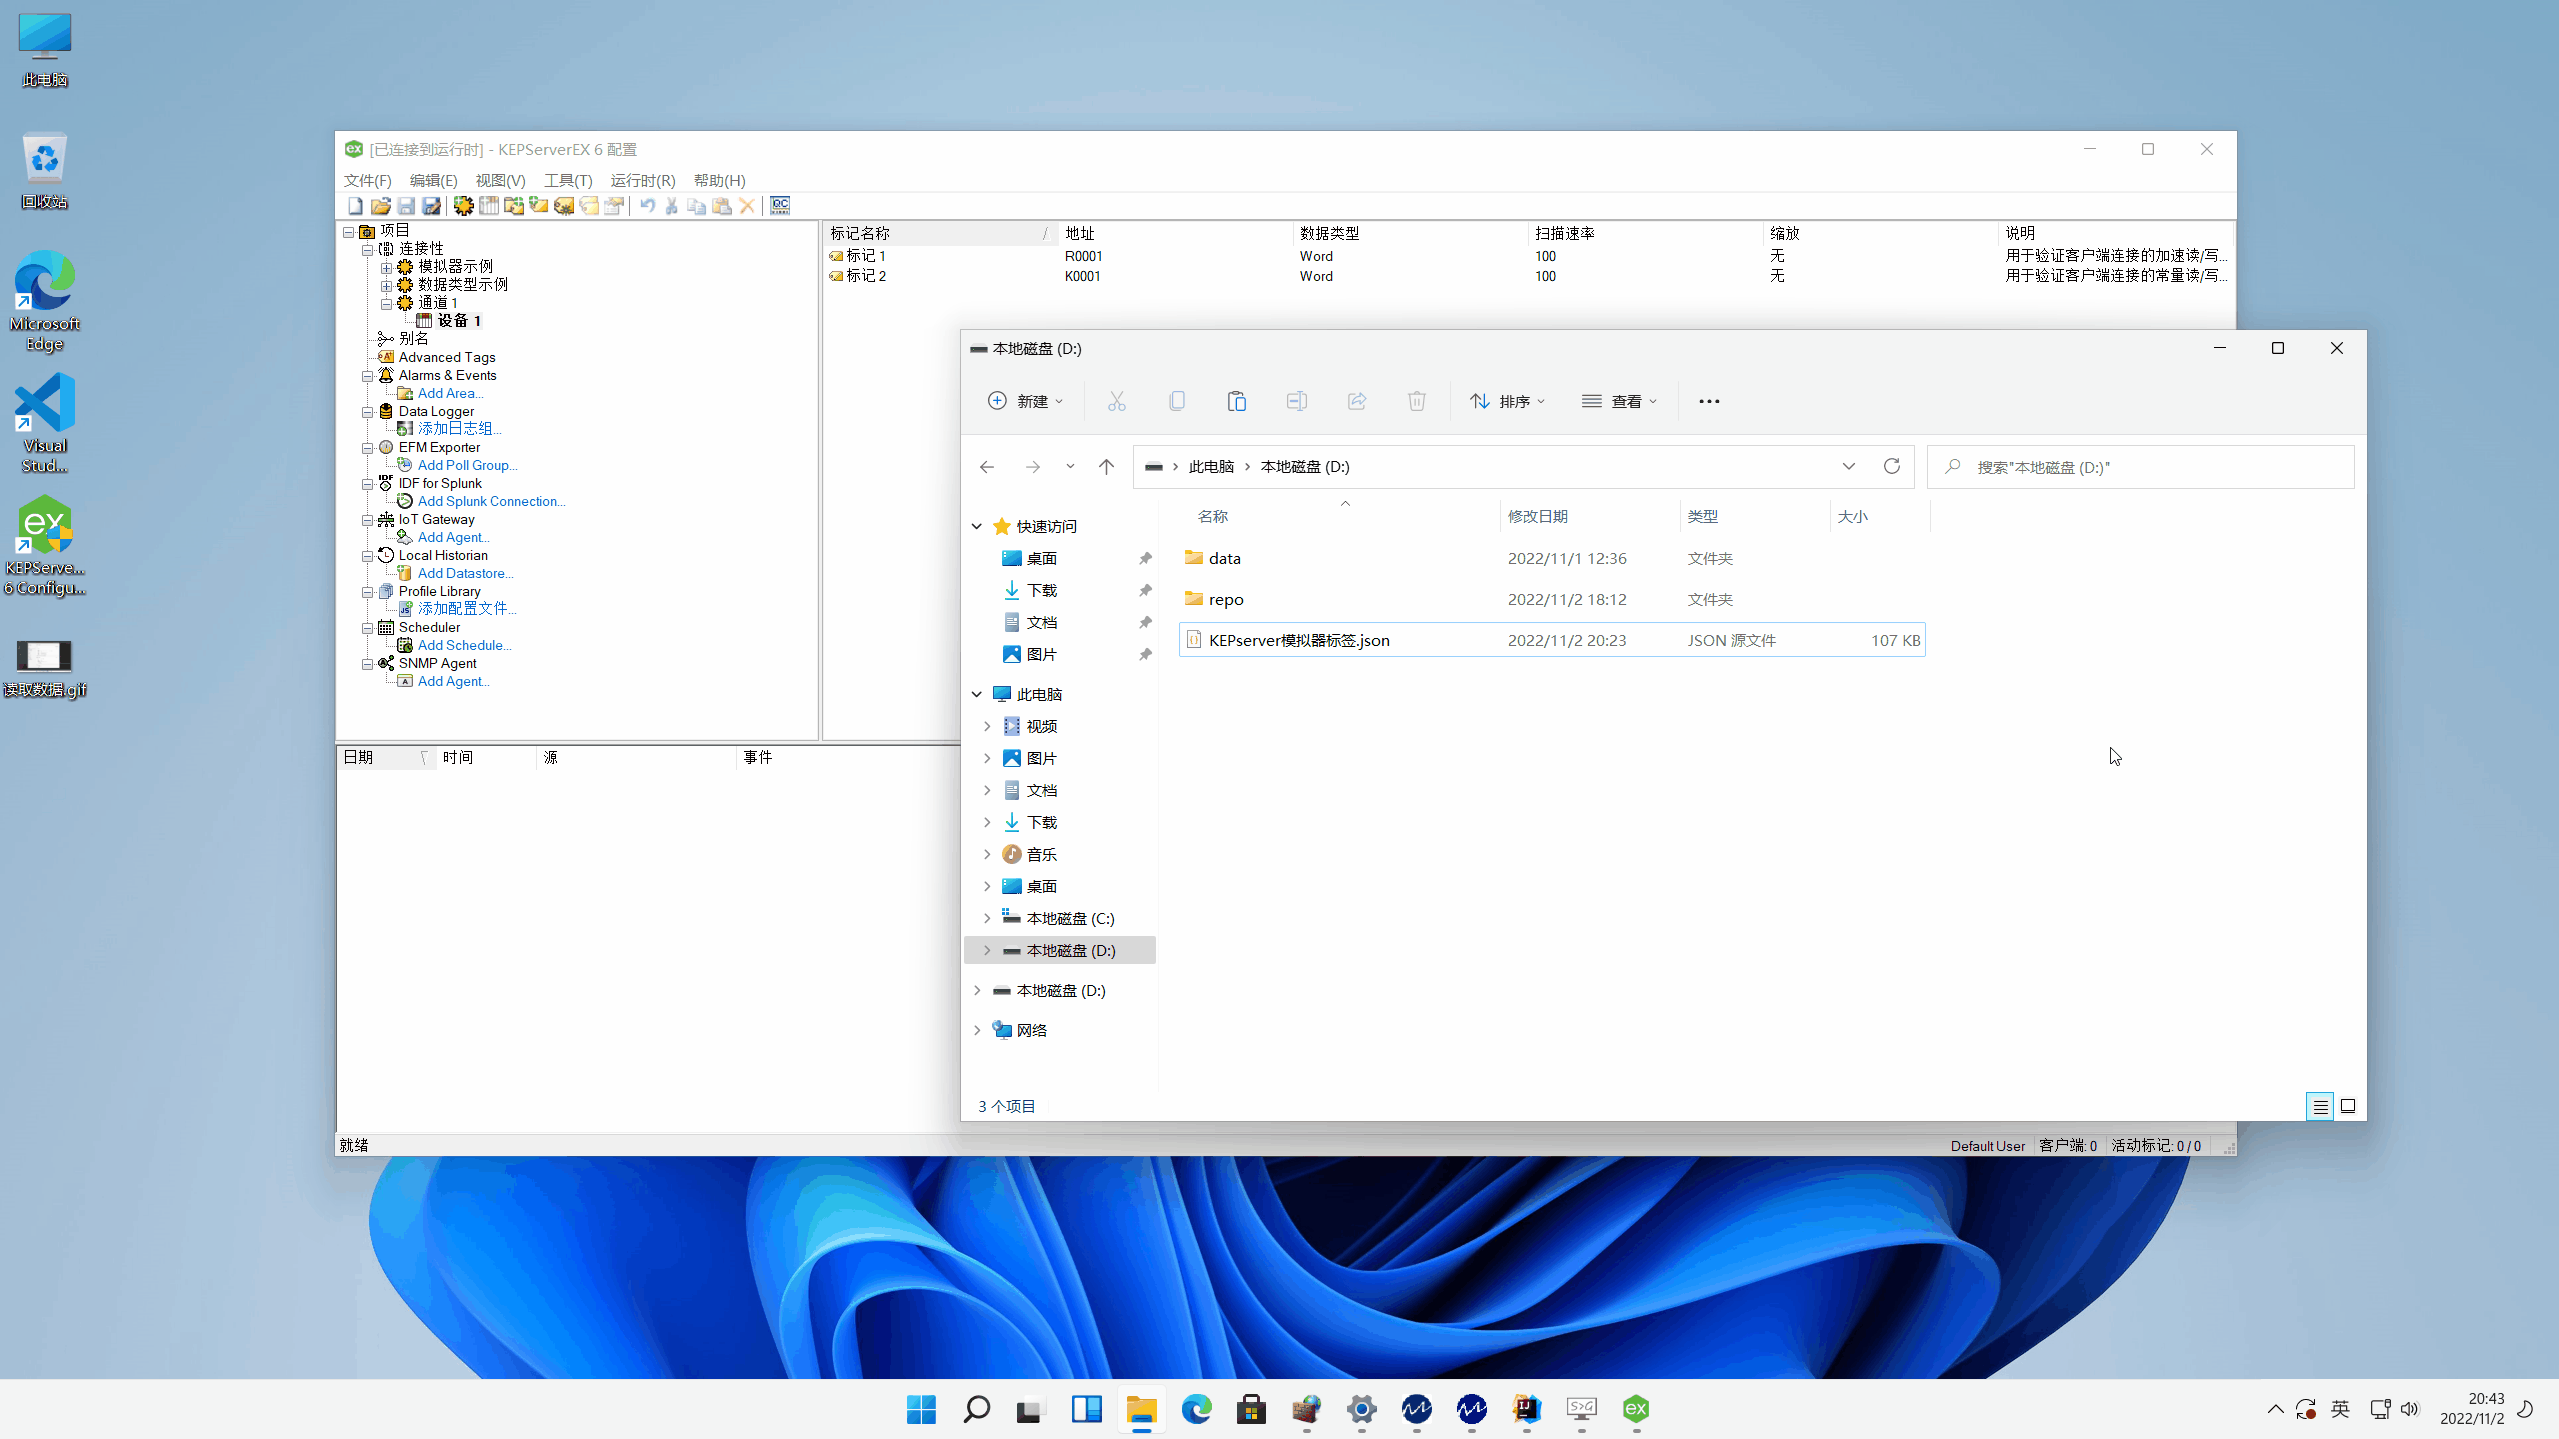 此电脑
回收站
Microsoft
Edge
Visual
Stud...
KEPServe...
6 Configu...
读取数据.gif
[已连接到运行时] - KEPServerEX 6 配置
文件(F) 编辑(E) 视图(V) 工具(T) 运行时(R) 帮助(H)
项目
连接性
模拟器示例
数据类型示例
通道 1
设备 1
别名
Advanced Tags
Alarms & Events
Add Area...
Data Logger
添加日志组...
EFM Exporter
Add Poll Group...
IDF for Splunk
Add Splunk Connection...
IoT Gateway
Add Agent...
Local Historian
Add Datastore...
Profile Library
添加配置文件...
Scheduler
Add Schedule...
SNMP Agent
Add Agent...
标记名称 地址 数据类型 扫描速率 缩放 说明
标记 1 R0001 Word 100 无 用于验证客户端连接的加速读/写...
标记 2 K0001 Word 100 无 用于验证客户端连接的常量读/写...
日期 时间 源 事件
就绪
Default User 客户端: 0 活动标记: 0 / 0
本地磁盘 (D:)
新建 排序 查看
此电脑 本地磁盘 (D:)
搜索"本地磁盘 (D:)"
快速访问
桌面
下载
文档
图片
此电脑
视频
图片
文档
下载
音乐
桌面
本地磁盘 (C:)
本地磁盘 (D:)
本地磁盘 (D:)
网络
名称 修改日期 类型 大小
data 2022/11/1 12:36 文件夹
repo 2022/11/2 18:12 文件夹
KEPserver模拟器标签.json 2022/11/2 20:23 JSON 源文件 107 KB
3 个项目
英
20:43
2022/11/2